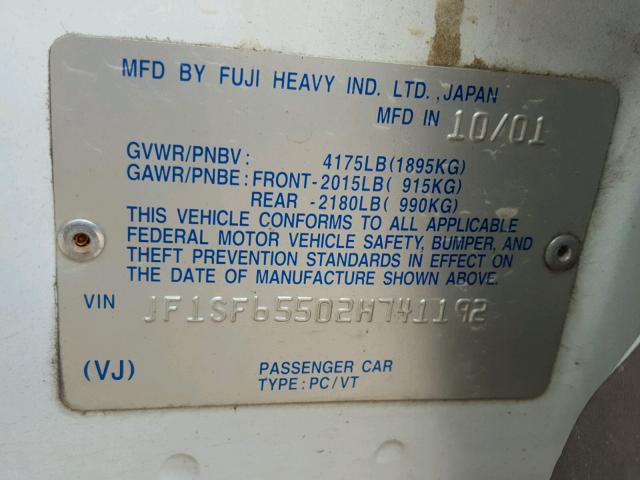 MFD BY FUJI HEAVY IND. LTD., JAPAN
MFD IN 10/01
GVWR/PNBV: 4175LB(1895KG)
GAWR/PNBE: FRONT-2015LB( 915KG)
REAR -2180LB( 990KG)
THIS VEHICLE CONFORMS TO ALL APPLICABLE
FEDERAL MOTOR VEHICLE SAFETY, BUMPER, AND
THEFT PREVENTION STANDARDS IN EFFECT ON
THE DATE OF MANUFACTURE SHOWN ABOVE.
VIN JF1SF65502H741192
(VJ) PASSENGER CAR
TYPE: PC/VT